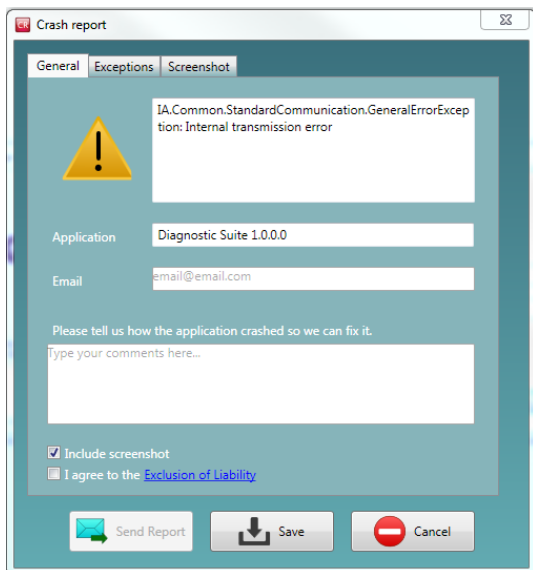 CR Crash report
General Exceptions Screenshot
IA.Common.StandardCommunication.GeneralErrorExcep
tion: Internal transmission error
Application Diagnostic Suite 1.0.0.0
Email email@email.com
Please tell us how the application crashed so we can fix it.
Type your comments here...
Include screenshot
I agree to the Exclusion of Liability
Send Report Save Cancel